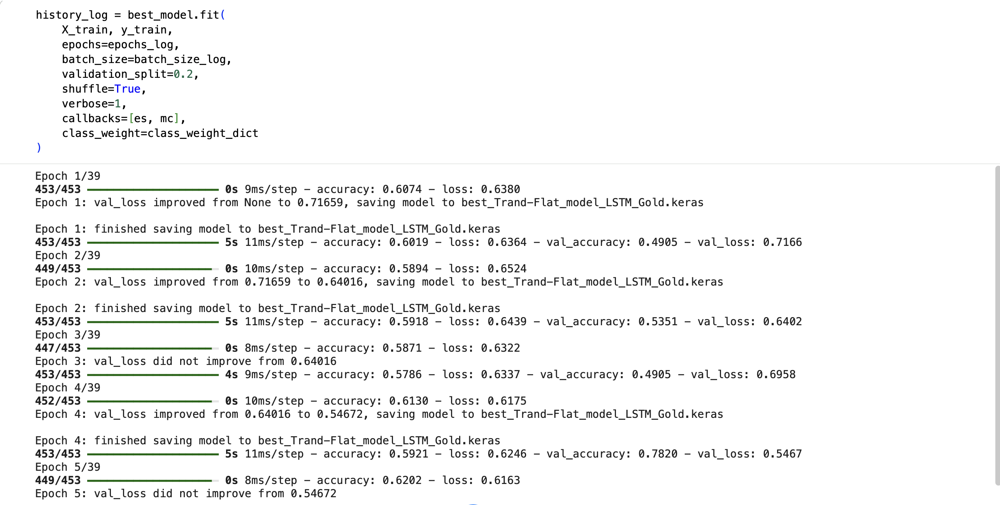 history_log = best_model.fit(
    X_train, y_train,
    epochs=epochs_log,
    batch_size=batch_size_log,
    validation_split=0.2,
    shuffle=True,
    verbose=1,
    callbacks=[es, mc],
    class_weight=class_weight_dict
)
Epoch 1/39
453/453 ━━━━━━━━━━━━━━━━━━━━ 0s 9ms/step - accuracy: 0.6074 - loss: 0.6380
Epoch 1: val_loss improved from None to 0.71659, saving model to best_Trand-Flat_model_LSTM_Gold.keras

Epoch 1: finished saving model to best_Trand-Flat_model_LSTM_Gold.keras
453/453 ━━━━━━━━━━━━━━━━━━━━ 5s 11ms/step - accuracy: 0.6019 - loss: 0.6364 - val_accuracy: 0.4905 - val_loss: 0.7166
Epoch 2/39
449/453 ━━━━━━━━━━━━━━━━━━━━ 0s 10ms/step - accuracy: 0.5894 - loss: 0.6524
Epoch 2: val_loss improved from 0.71659 to 0.64016, saving model to best_Trand-Flat_model_LSTM_Gold.keras

Epoch 2: finished saving model to best_Trand-Flat_model_LSTM_Gold.keras
453/453 ━━━━━━━━━━━━━━━━━━━━ 5s 11ms/step - accuracy: 0.5918 - loss: 0.6439 - val_accuracy: 0.5351 - val_loss: 0.6402
Epoch 3/39
447/453 ━━━━━━━━━━━━━━━━━━━━ 0s 8ms/step - accuracy: 0.5871 - loss: 0.6322
Epoch 3: val_loss did not improve from 0.64016
453/453 ━━━━━━━━━━━━━━━━━━━━ 4s 9ms/step - accuracy: 0.5786 - loss: 0.6337 - val_accuracy: 0.4905 - val_loss: 0.6958
Epoch 4/39
452/453 ━━━━━━━━━━━━━━━━━━━━ 0s 10ms/step - accuracy: 0.6130 - loss: 0.6175
Epoch 4: val_loss improved from 0.64016 to 0.54672, saving model to best_Trand-Flat_model_LSTM_Gold.keras

Epoch 4: finished saving model to best_Trand-Flat_model_LSTM_Gold.keras
453/453 ━━━━━━━━━━━━━━━━━━━━ 5s 11ms/step - accuracy: 0.5921 - loss: 0.6246 - val_accuracy: 0.7820 - val_loss: 0.5467
Epoch 5/39
449/453 ━━━━━━━━━━━━━━━━━━━━ 0s 8ms/step - accuracy: 0.6202 - loss: 0.6163
Epoch 5: val_loss did not improve from 0.54672